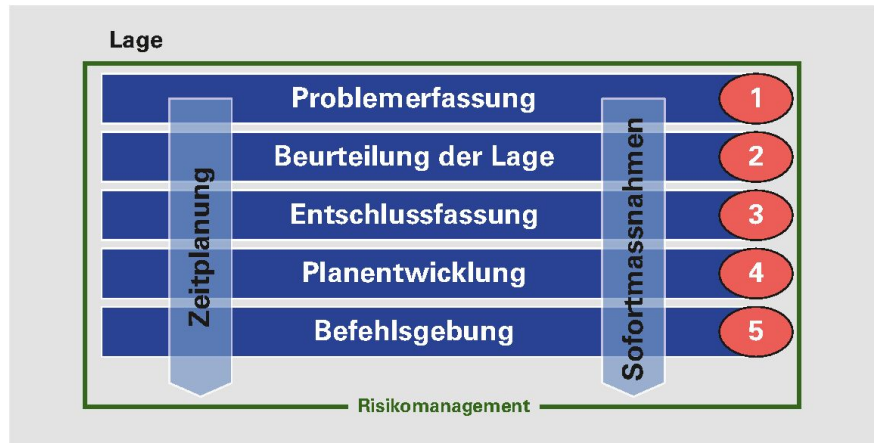 Lage
Problemerfassung
1
Beurteilung der Lage
2
Entschlussfassung
3
Planentwicklung
4
Befehlsgebung
5
Zeitplanung
Sofortmassnahmen
Risikomanagement